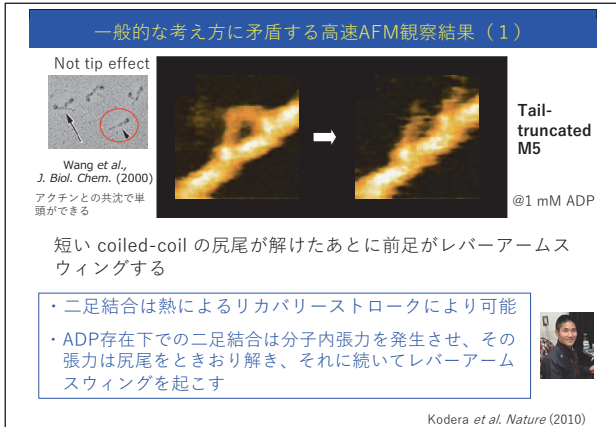 一般的な考え方に矛盾する高速AFM観察結果（1）
Not tip effect
Wang et al.,
J. Biol. Chem. (2000)
アクチンとの共沈で単
頭ができる
Tail-
truncated
M5
@1 mM ADP
短い coiled-coil の尻尾が解けたあとに前足がレバーアームス
ウィングする
・二足結合は熱によるリカバリーストロークにより可能
・ADP存在下での二足結合は分子内張力を発生させ、その
張力は尻尾をときおり解き、それに続いてレバーアーム
スウィングを起こす
Kodera et al. Nature (2010)